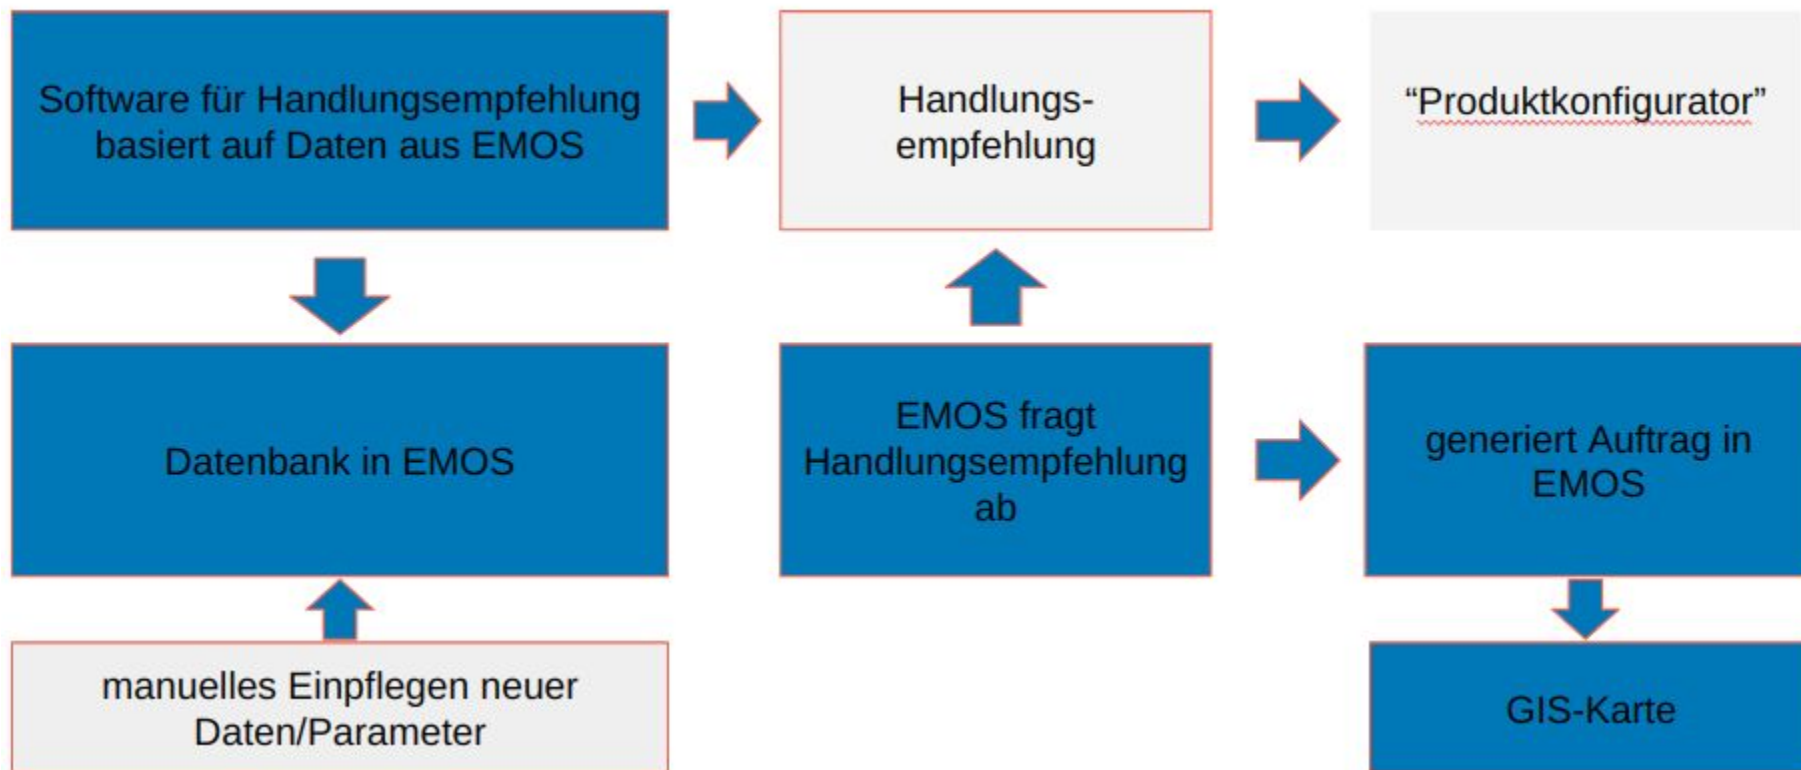 Software für Handlungsempfehlung
basiert auf Daten aus EMOS
Handlungs-
empfehlung
“Produktkonfigurator”
Datenbank in EMOS
EMOS fragt
Handlungsempfehlung
ab
generiert Auftrag in
EMOS
manuelles Einpflegen neuer
Daten/Parameter
GIS-Karte